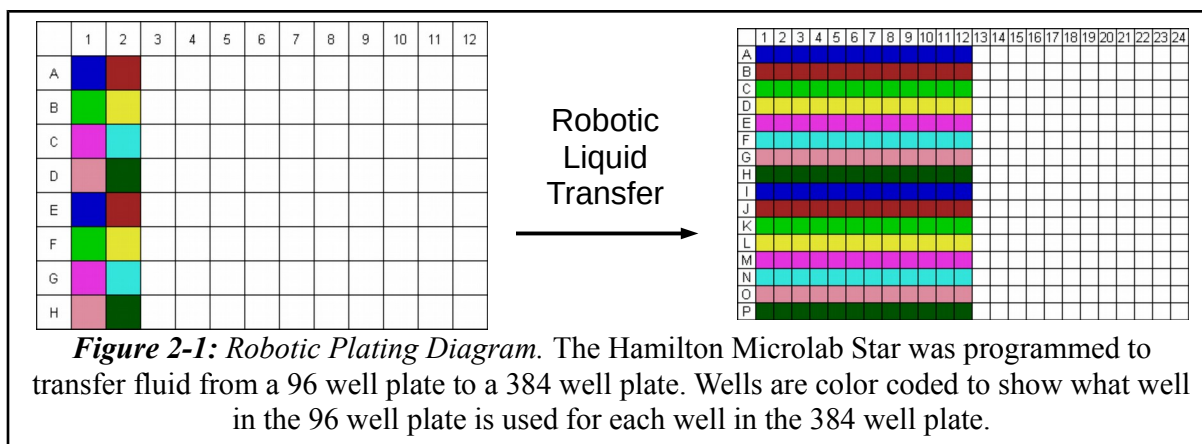 1 2 3 4 5 6 7 8 9 10 11 12
A
B
C
D
E
F
G
H
Robotic
Liquid
Transfer
1 2 3 4 5 6 7 8 9 10 11 12 13 14 15 16 17 18 19 20 21 22 23 24
A
B
C
D
E
F
G
H
I
J
K
L
M
N
O
P
Figure 2-1: Robotic Plating Diagram. The Hamilton Microlab Star was programmed to
transfer fluid from a 96 well plate to a 384 well plate. Wells are color coded to show what well
in the 96 well plate is used for each well in the 384 well plate.